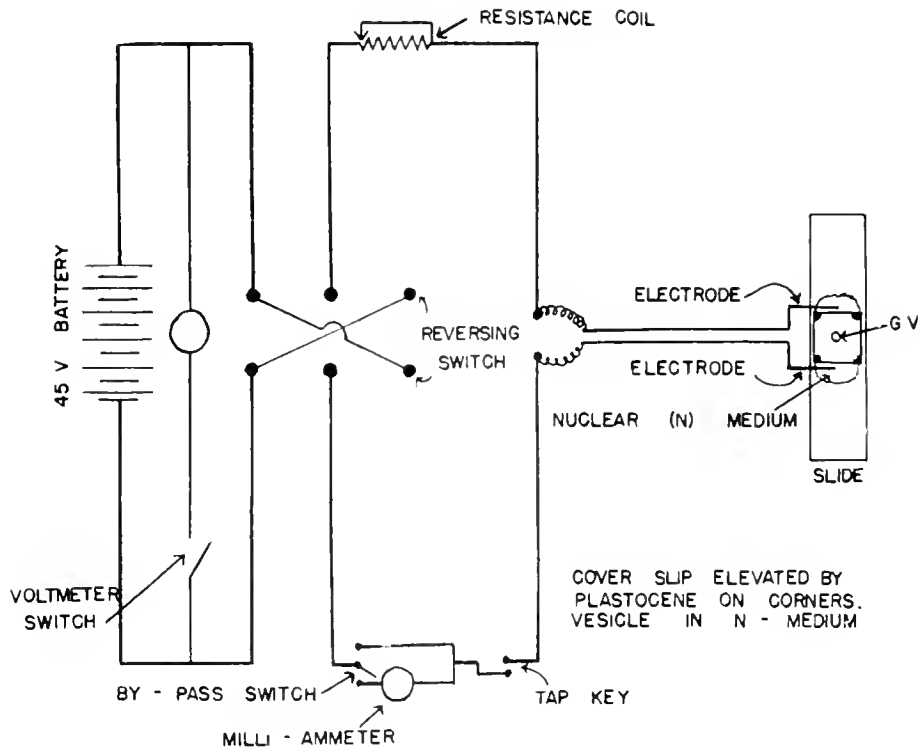 RESISTANCE COIL
45 V BATTERY
REVERSING
SWITCH
ELECTRODE
G V
ELECTRODE
NUCLEAR (N) MEDIUM
SLIDE
VOLTMETER
SWITCH
COVER SLIP ELEVATED BY
PLASTOCENE ON CORNERS.
VESICLE IN N - MEDIUM
BY - PASS SWITCH
TAP KEY
MILLI - AMMETER